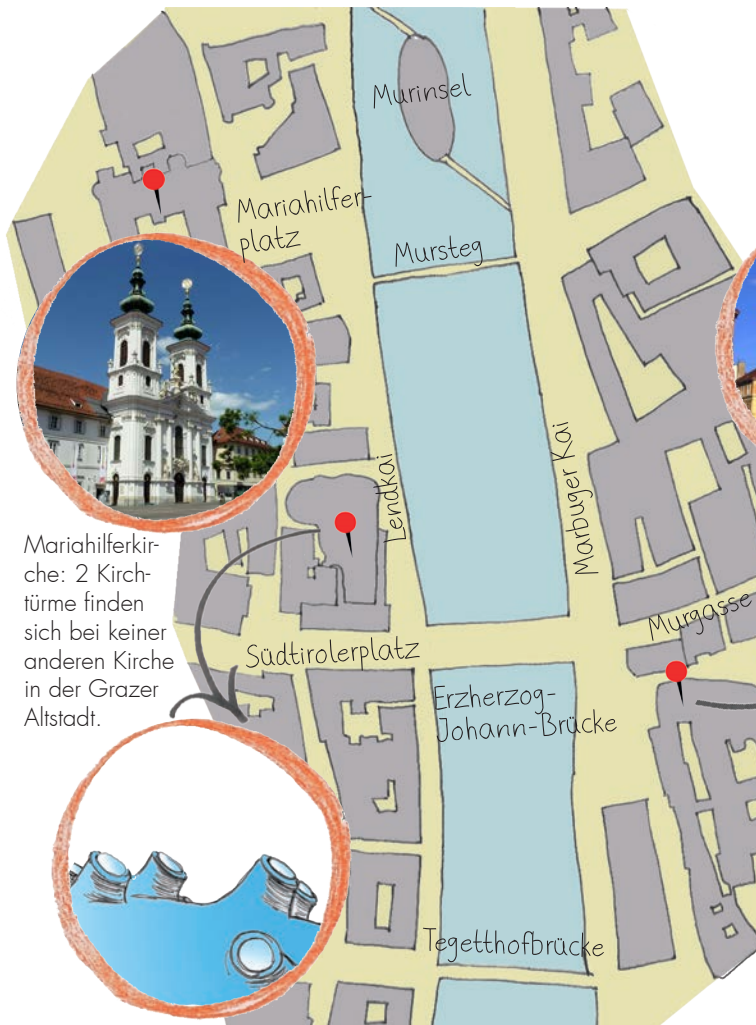 Murinsel
Mariahilfer-
platz
Mursteg
Lendkai
Marbuger Kai
Mariahilferkir-
che: 2 Kirch-
türme finden
sich bei keiner
anderen Kirche
in der Grazer
Altstadt.
Murgasse
Südtirolerplatz
Erzherzog-
Johann-Brücke
Tegetthofbrücke